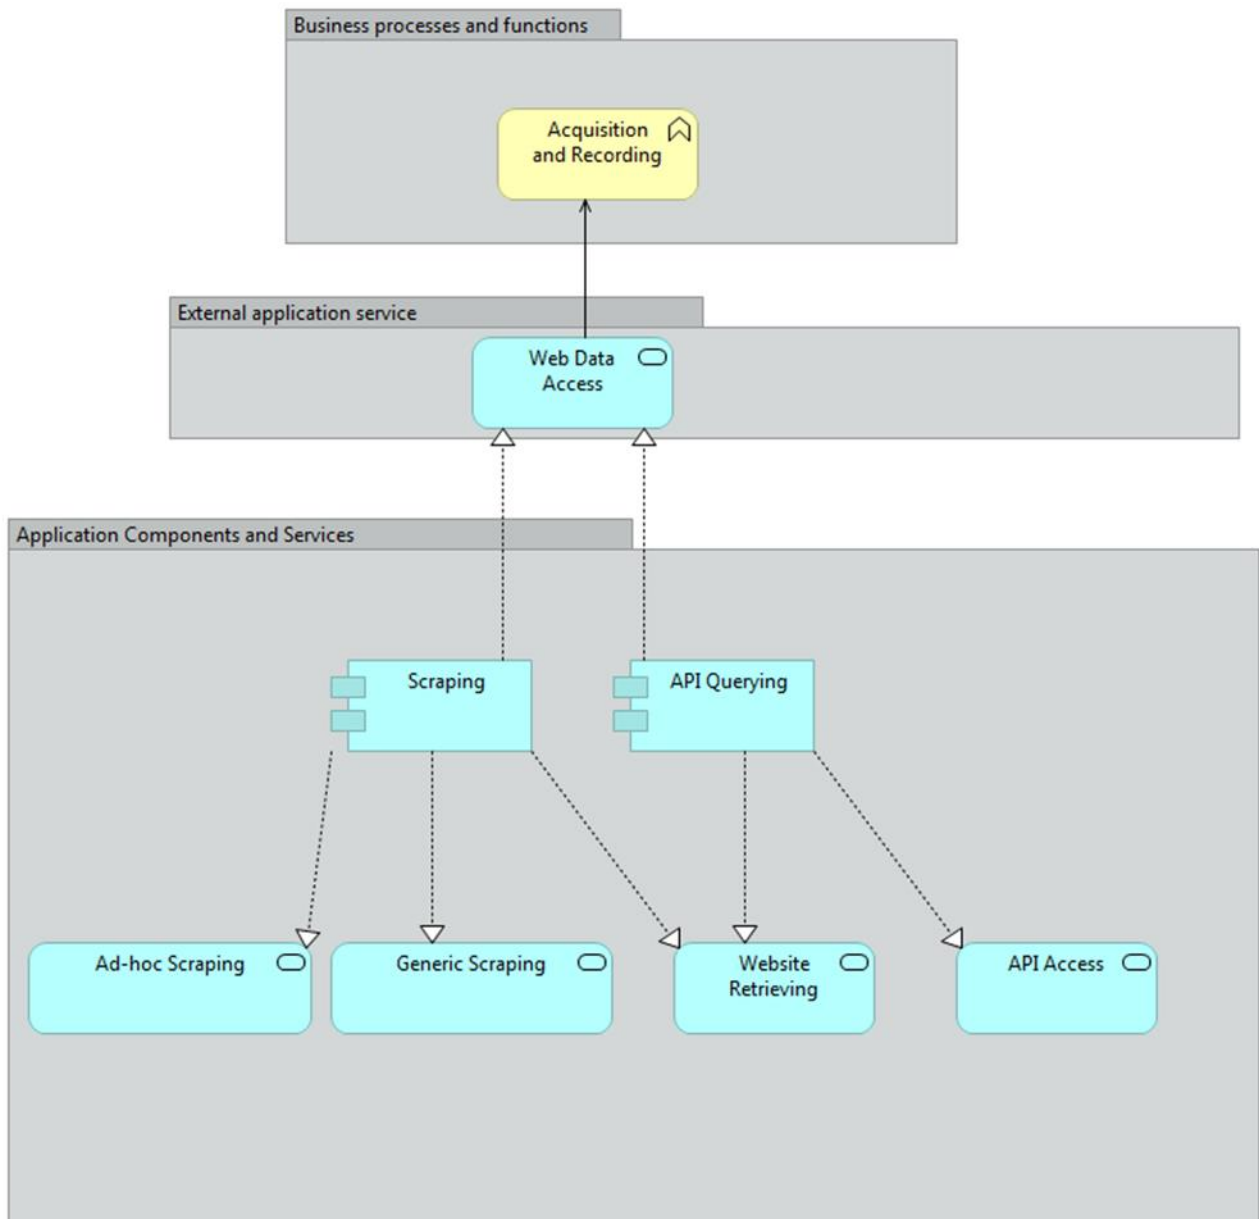 Business processes and functions
Acquisition
and Recording
External application service
Web Data
Access
Application Components and Services
Scraping
API Querying
Ad-hoc Scraping
Generic Scraping
Website
Retrieving
API Access